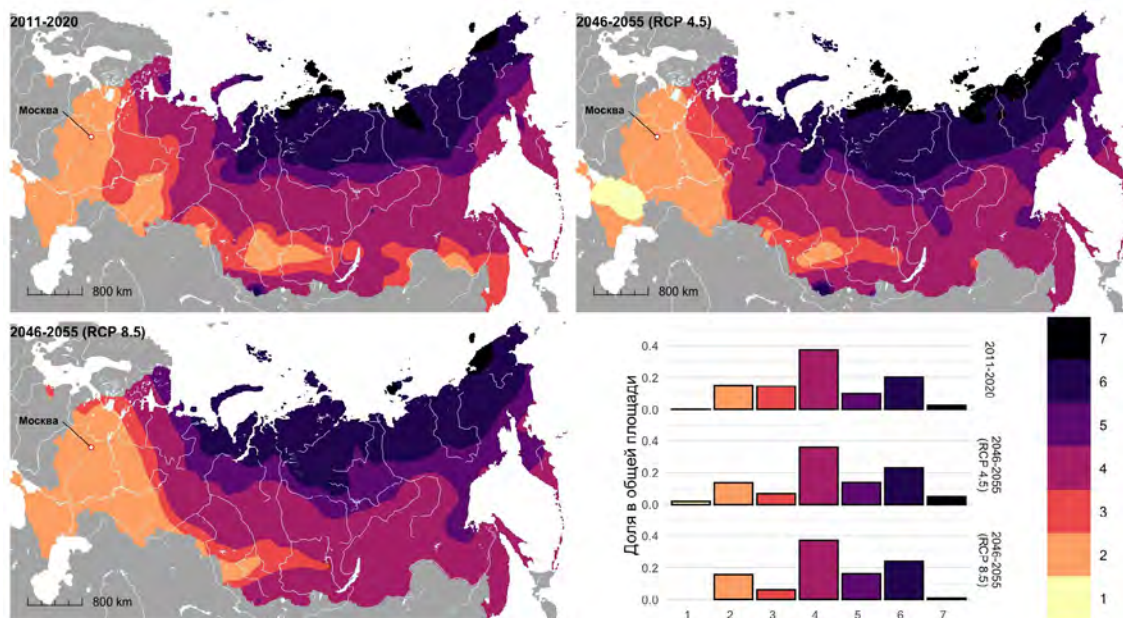 2011-2020
Москва
800 km
2046-2055 (RCP 4.5)
Москва
800 km
2046-2055 (RCP 8.5)
Москва
800 km
Доля в общей площади
0.4
0.2
0.0
2011-2020
0.4
0.2
0.0
2046-2055
(RCP 4.5)
0.4
0.2
0.0
2046-2055
(RCP 8.5)
1 2 3 4 5 6 7
7
6
5
4
3
2
1